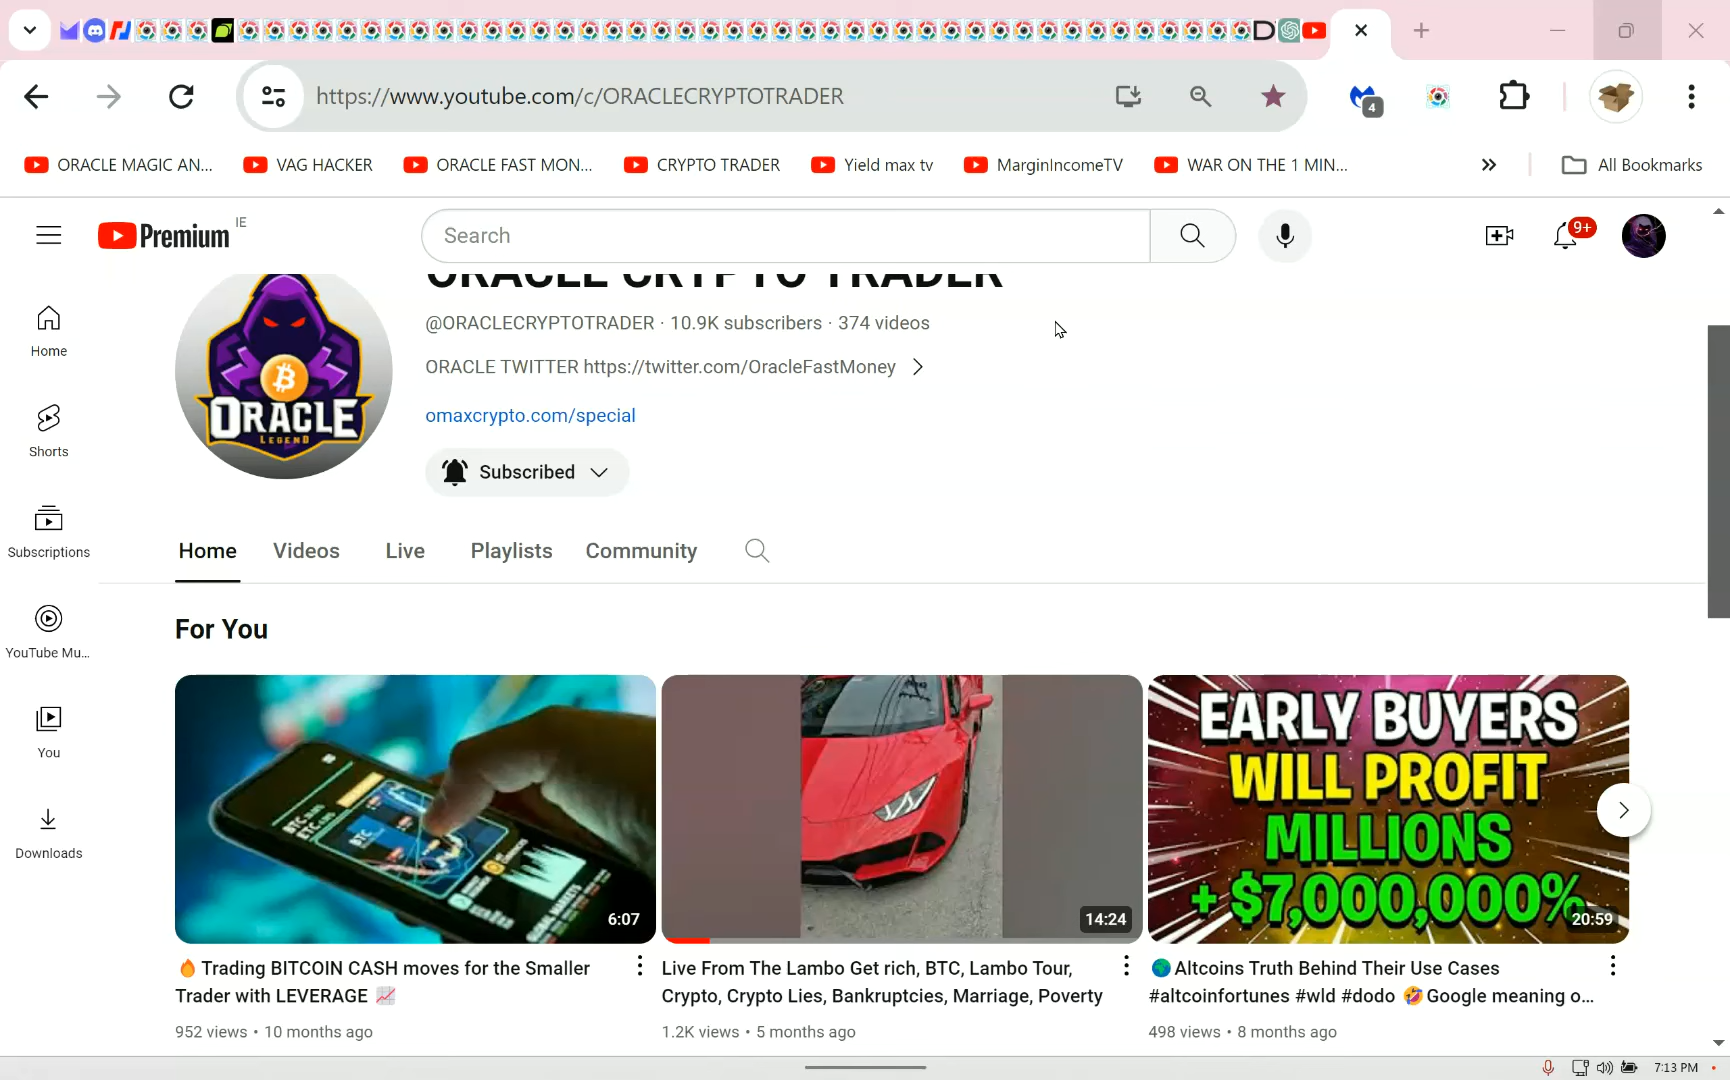 https://www.youtube.com/c/ORACLECRYPTOTRADER
4
ORACLE MAGIC AN...
VAG HACKER
ORACLE FAST MON...
CRYPTO TRADER
Yield max tv
MarginIncomeTV
WAR ON THE 1 MIN...
All Bookmarks
Premium IE
Search
9+
ORACLE CRYPTO TRADER
@ORACLECRYPTOTRADER · 10.9K subscribers · 374 videos
ORACLE TWITTER https://twitter.com/OracleFastMoney
omaxcrypto.com/special
Subscribed
ORACLE
LEGEND
Home
Shorts
Subscriptions
YouTube Mu...
You
Downloads
Home
Videos
Live
Playlists
Community
For You
BTC
6:07
14:24
EARLY BUYERS
WILL PROFIT
MILLIONS
+ $7,000,000%
20:59
🔥 Trading BITCOIN CASH moves for the Smaller
Trader with LEVERAGE 📈
952 views • 10 months ago
Live From The Lambo Get rich, BTC, Lambo Tour,
Crypto, Crypto Lies, Bankruptcies, Marriage, Poverty
1.2K views • 5 months ago
🌍Altcoins Truth Behind Their Use Cases
#altcoinfortunes #wld #dodo 🤣Google meaning o...
498 views • 8 months ago
7:13 PM